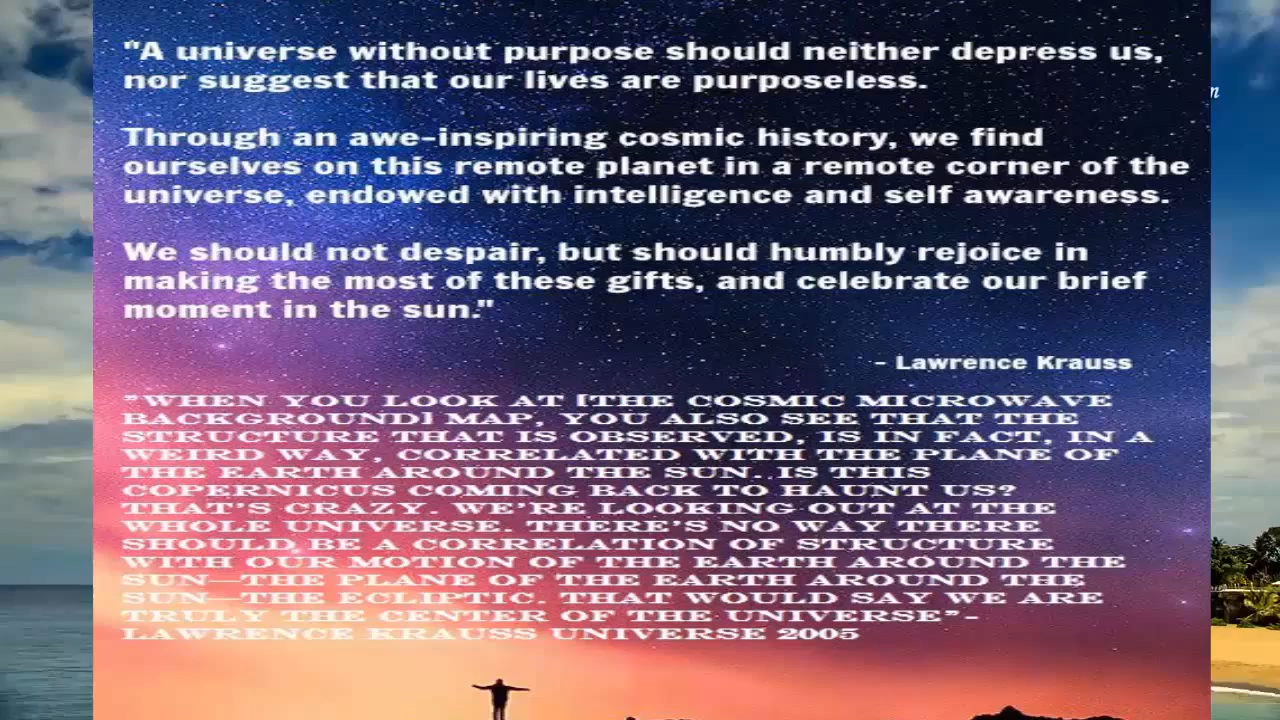 "A universe without purpose should neither depress us,
nor suggest that our lives are purposeless.
Through an awe-inspiring cosmic history, we find
ourselves on this remote planet in a remote corner of the
universe, endowed with intelligence and self awareness.
We should not despair, but should humbly rejoice in
making the most of these gifts, and celebrate our brief
moment in the sun."
- Lawrence Krauss
"WHEN YOU LOOK AT [THE COSMIC MICROWAVE
BACKGROUND] MAP, YOU ALSO SEE THAT THE
STRUCTURE THAT IS OBSERVED, IS IN FACT, IN A
WEIRD WAY, CORRELATED WITH THE PLANE OF
THE EARTH AROUND THE SUN. IS THIS
COPERNICUS COMING BACK TO HAUNT US?
THAT'S CRAZY. WE'RE LOOKING OUT AT THE
WHOLE UNIVERSE. THERE'S NO WAY THERE
SHOULD BE A CORRELATION OF STRUCTURE
WITH OUR MOTION OF THE EARTH AROUND THE
SUN—THE PLANE OF THE EARTH AROUND THE
SUN—THE ECLIPTIC. THAT WOULD SAY WE ARE
TRULY THE CENTER OF THE UNIVERSE"-
LAWRENCE KRAUSS UNIVERSE 2005